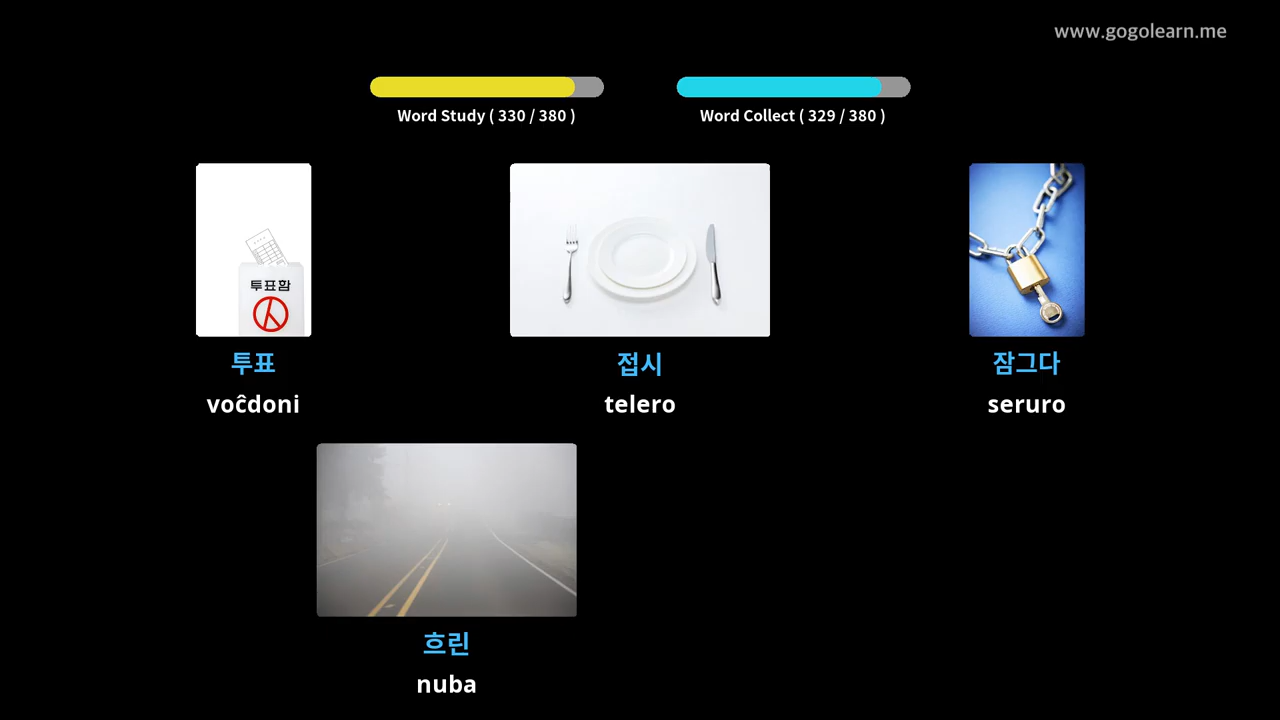 www.gogolearn.me
Word Study ( 330 / 380 )
Word Collect ( 329 / 380 )
투표함
투표
접시
잠그다
voĉdoni
telero
seruro
흐린
nuba